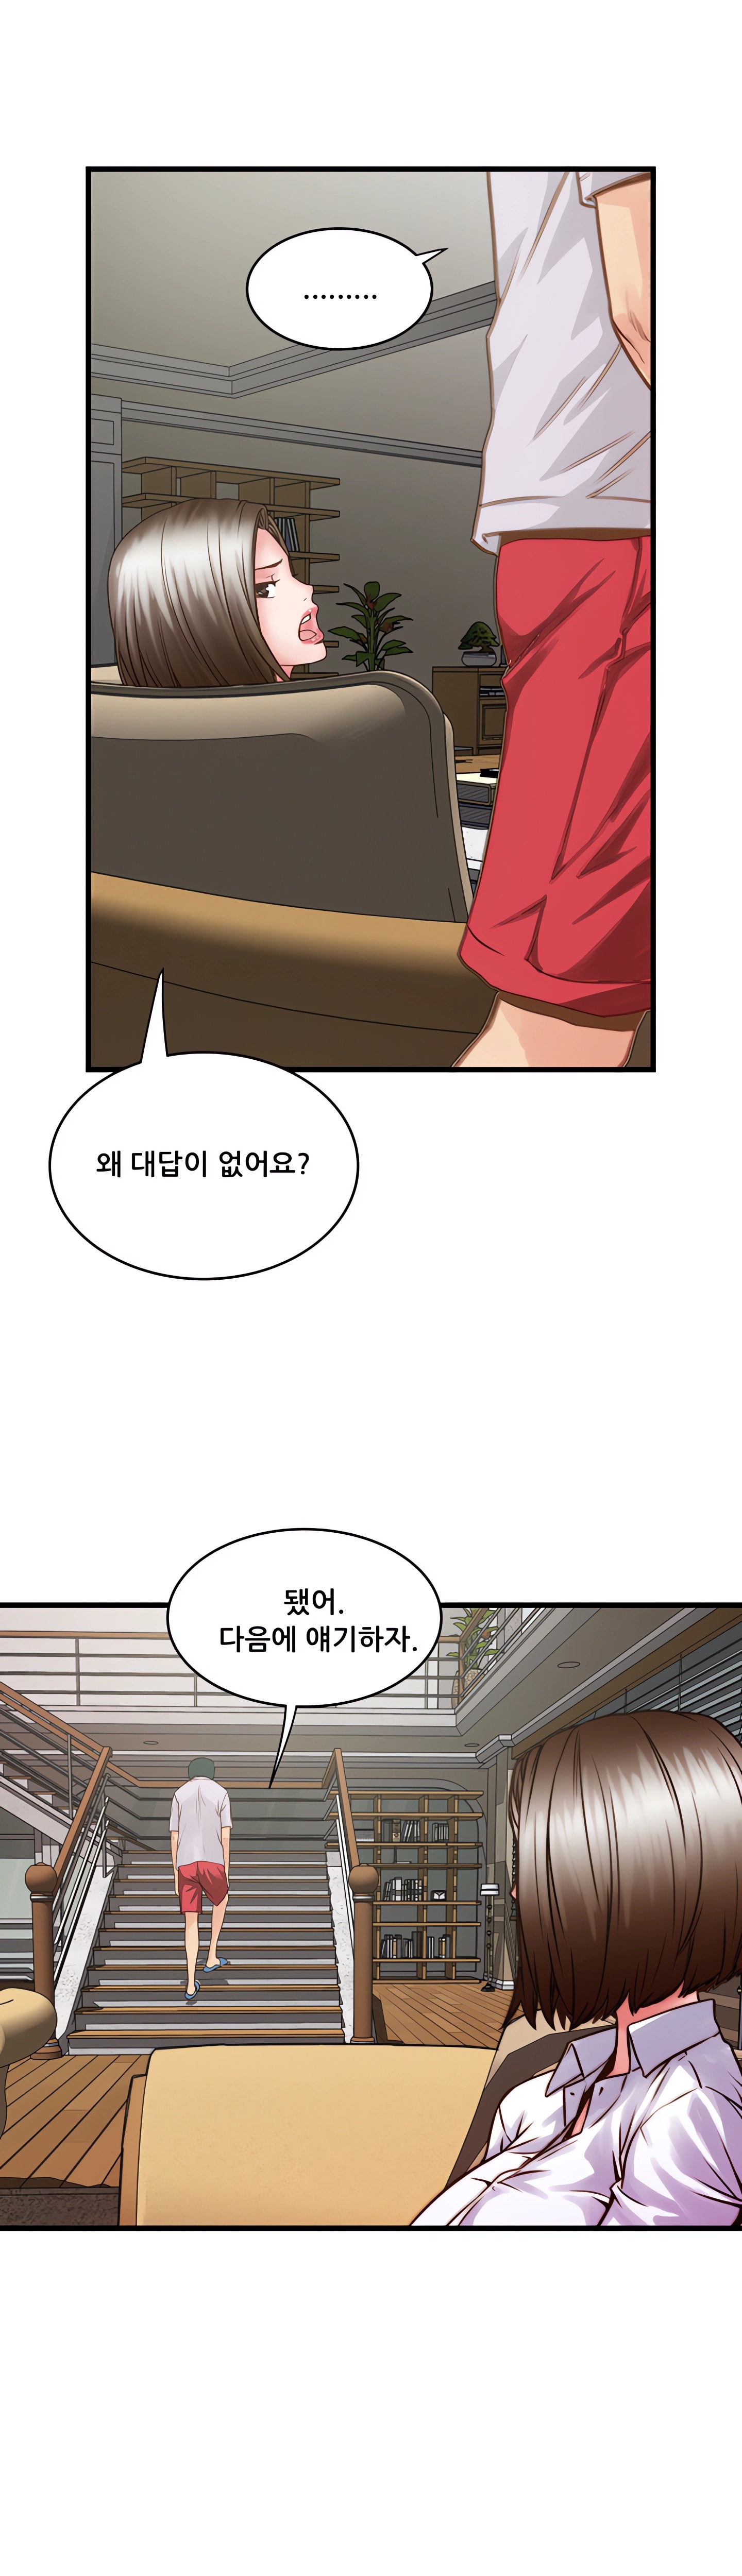 .........
왜 대답이 없어요?
됐어.
다음에 얘기하자.